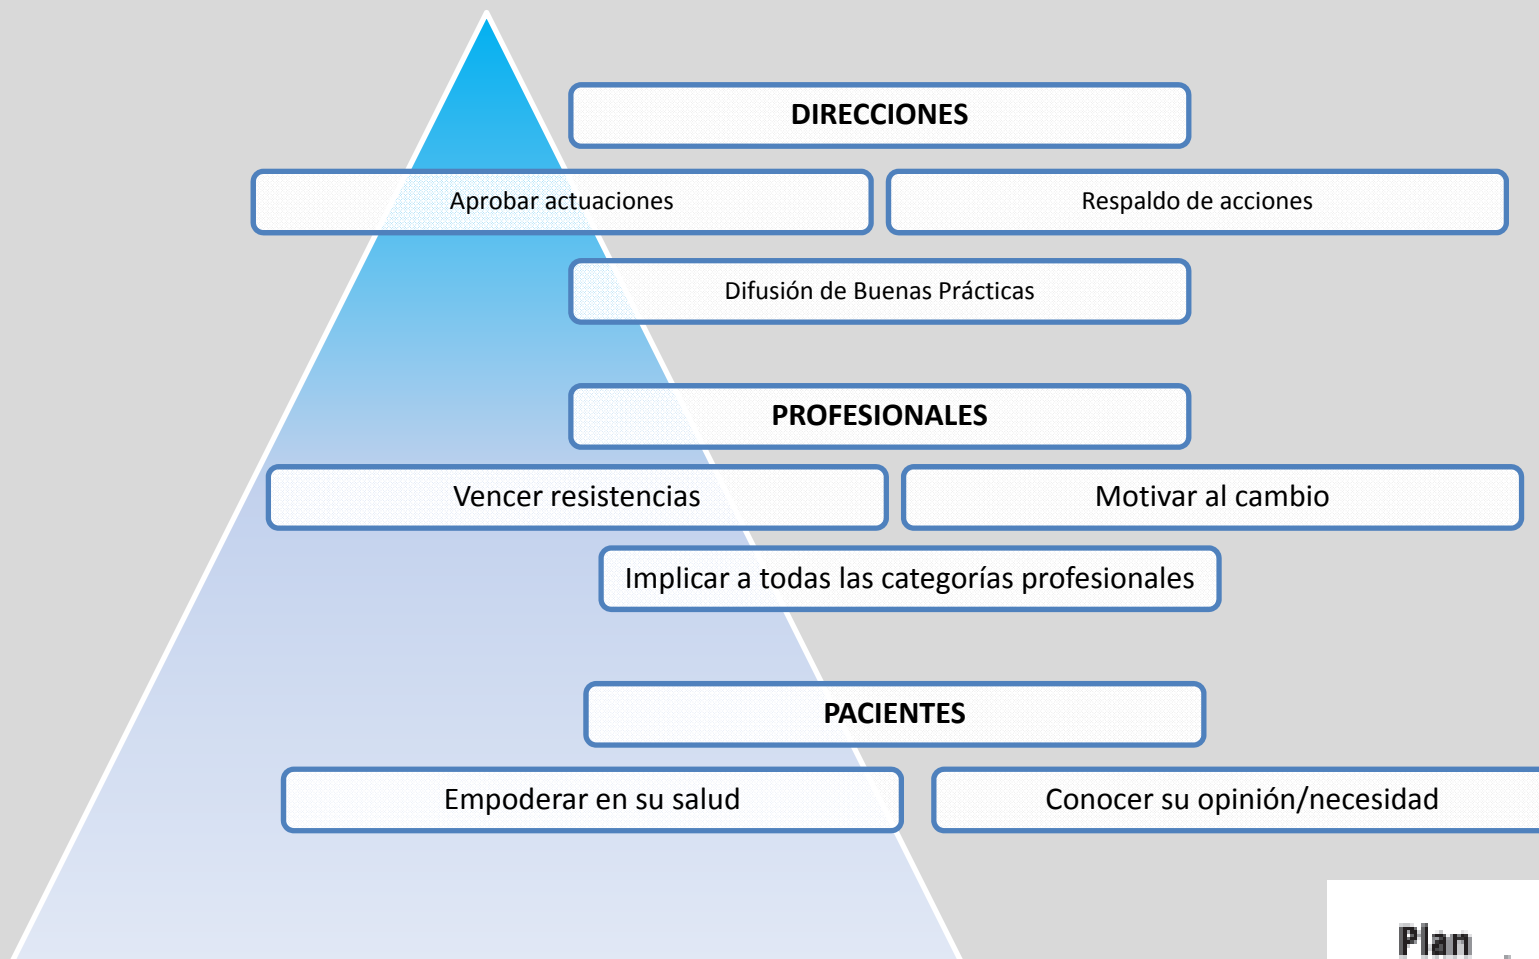 DIRECCIONES
Aprobar actuaciones
Respaldo de acciones
Difusión de Buenas Prácticas
PROFESIONALES
Vencer resistencias
Motivar al cambio
Implicar a todas las categorías profesionales
PACIENTES
Empoderar en su salud
Conocer su opinión/necesidad
Plan